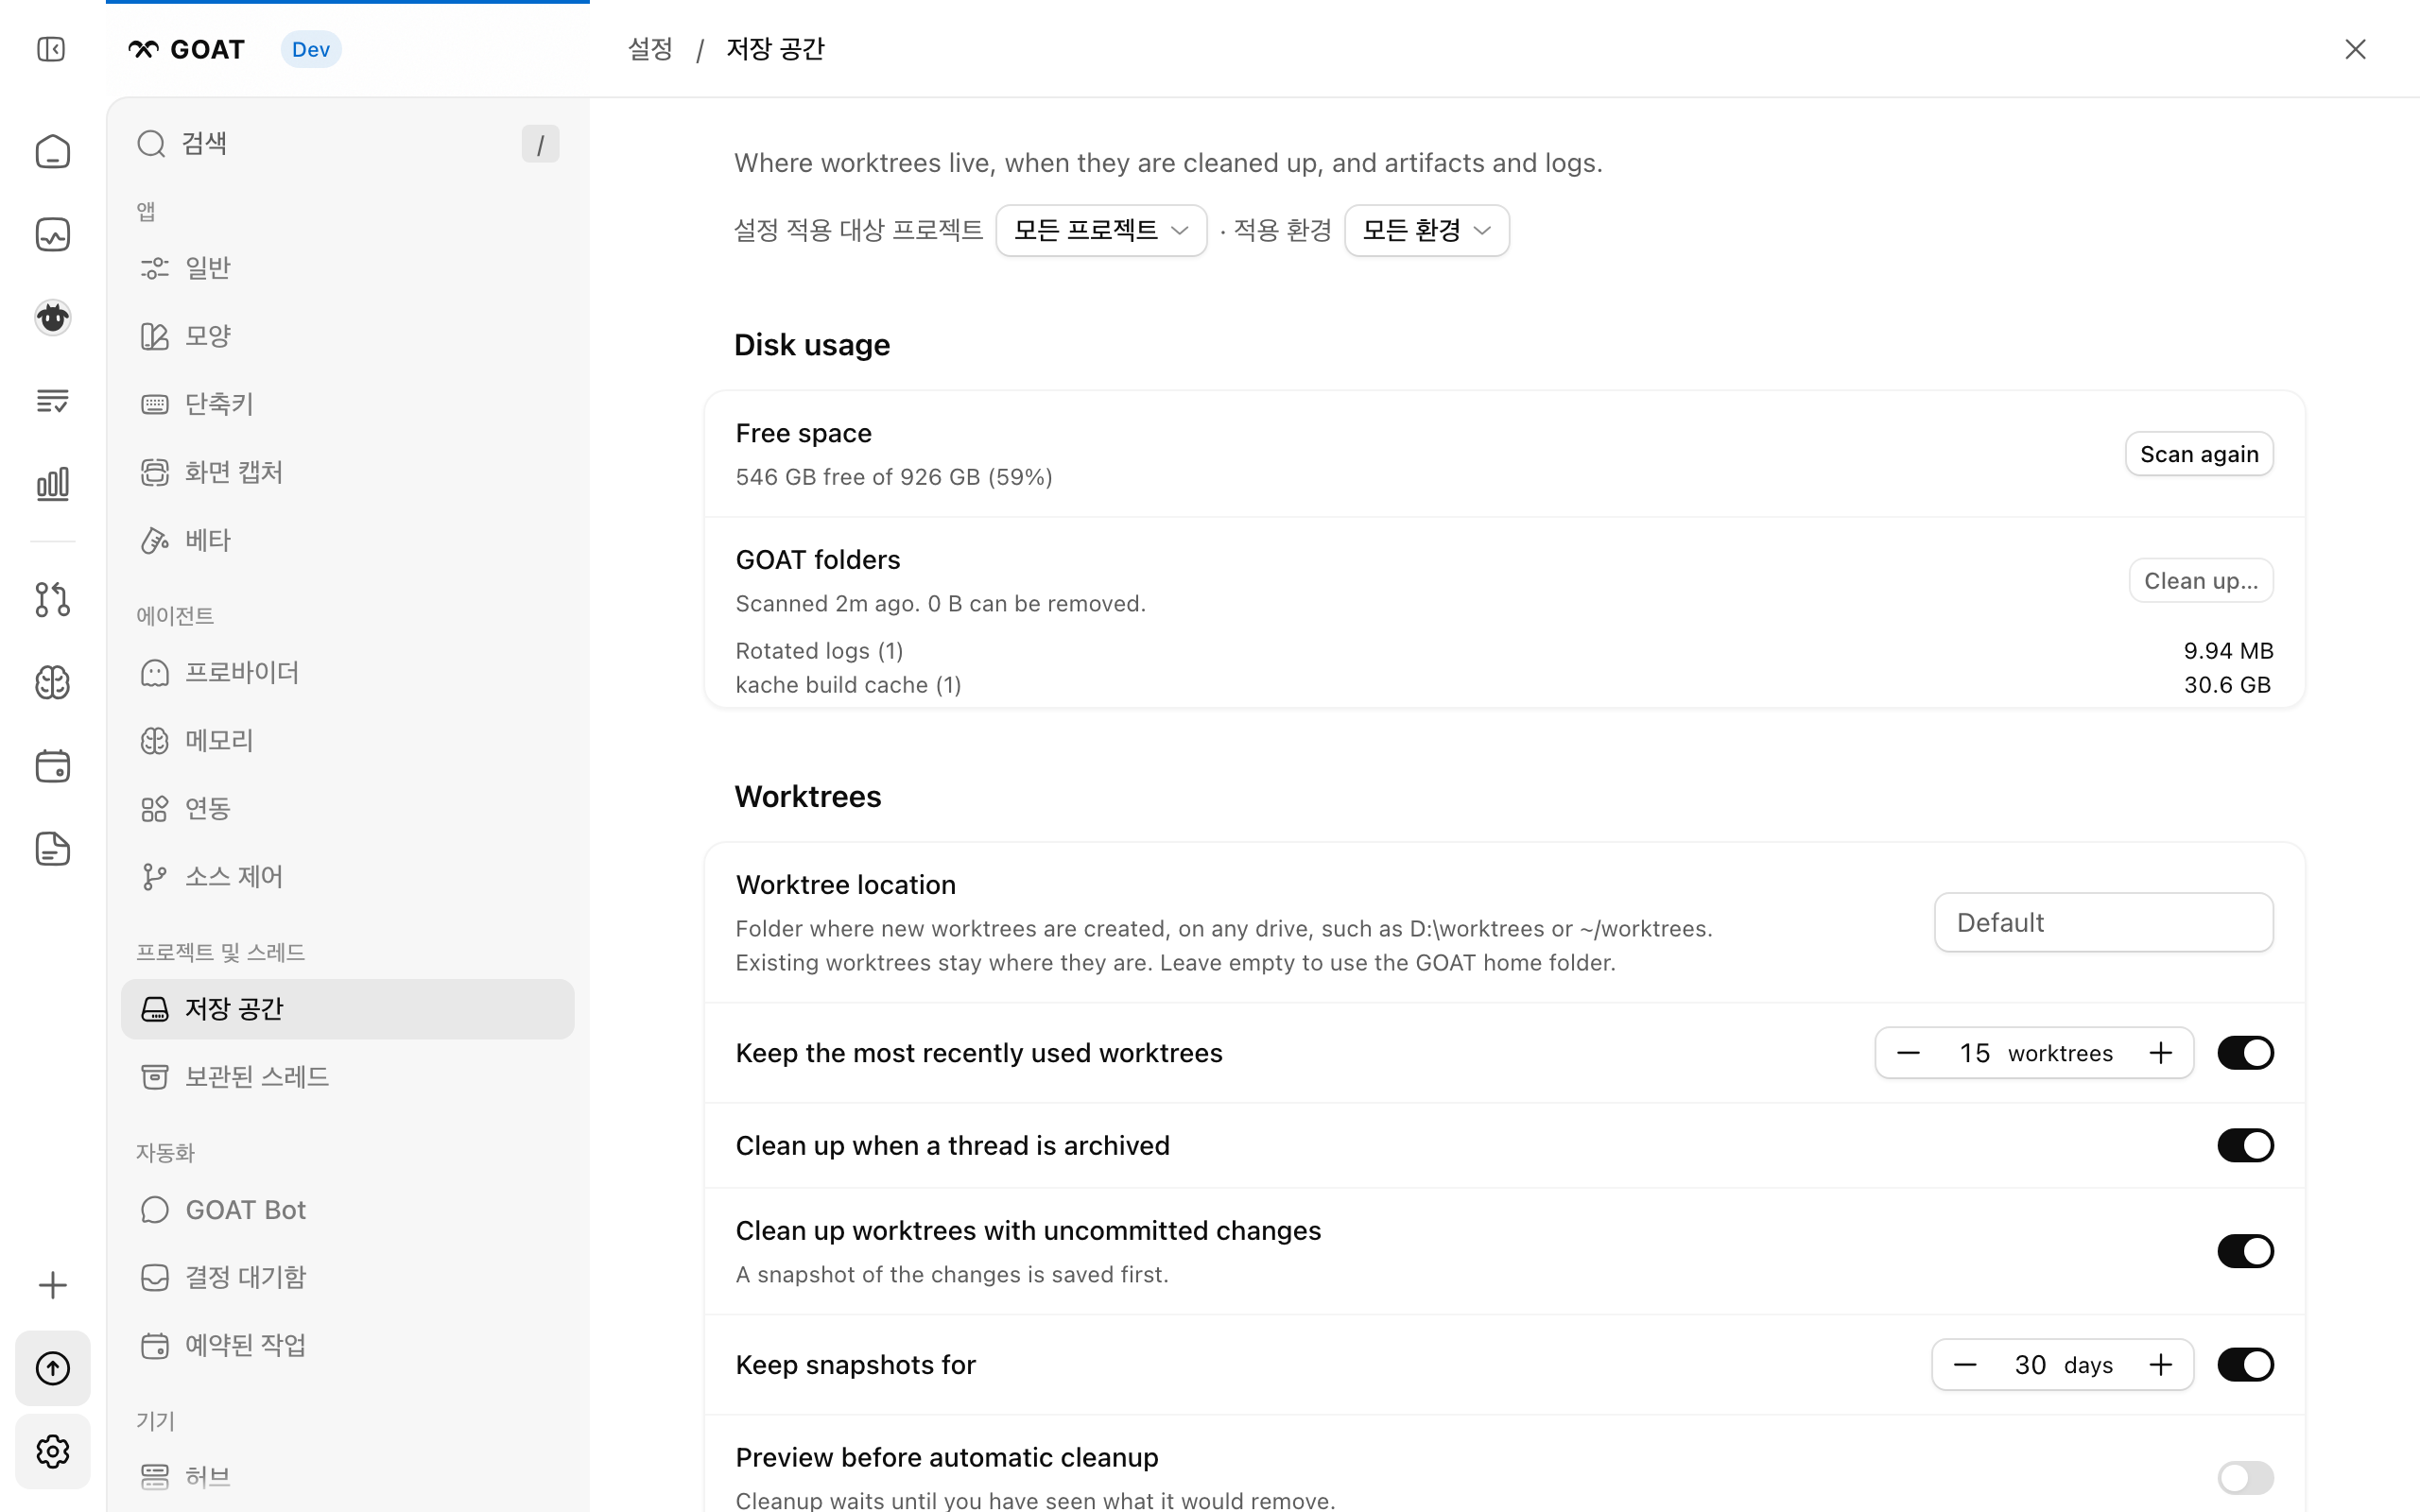 GOAT Dev
설정 / 저장 공간
검색 /
앱
일반
모양
단축키
화면 캡처
베타
에이전트
프로바이더
메모리
연동
소스 제어
프로젝트 및 스레드
저장 공간
보관된 스레드
자동화
GOAT Bot
결정 대기함
예약된 작업
기기
허브
Where worktrees live, when they are cleaned up, and artifacts and logs.
설정 적용 대상 프로젝트 모든 프로젝트 · 적용 환경 모든 환경
Disk usage
Free space
546 GB free of 926 GB (59%)
Scan again
GOAT folders
Scanned 2m ago. 0 B can be removed.
Clean up...
Rotated logs (1) 9.94 MB
kache build cache (1) 30.6 GB
Worktrees
Worktree location
Folder where new worktrees are created, on any drive, such as D:\worktrees or ~/worktrees.
Existing worktrees stay where they are. Leave empty to use the GOAT home folder.
Default
Keep the most recently used worktrees 15 worktrees
Clean up when a thread is archived
Clean up worktrees with uncommitted changes
A snapshot of the changes is saved first.
Keep snapshots for 30 days
Preview before automatic cleanup
Cleanup waits until you have seen what it would remove.